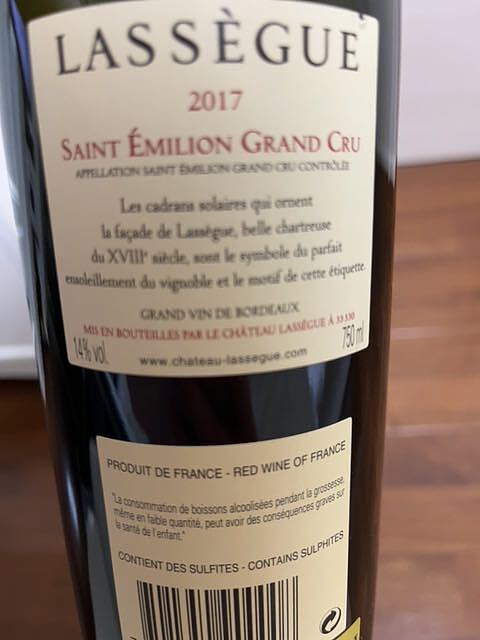 LASSÈGUE
2017
SAINT ÉMILION GRAND CRU
APPELLATION SAINT ÉMILION GRAND CRU CONTRÔLÉE
Les cadrans solaires qui ornent
la façade de Lassègue, belle chartreuse
du XVIIIᵉ siècle, sont le symbole du parfait
ensoleillement du vignoble et le motif de cette étiquette.
GRAND VIN DE BORDEAUX
MIS EN BOUTEILLES PAR LE CHÂTEAU LASSÈGUE À 33 330
14% vol. www.chateau-lassegue.com 750 ml
PRODUIT DE FRANCE - RED WINE OF FRANCE
"La consommation de boissons alcoolisées pendant la grossesse,
même en faible quantité, peut avoir des conséquences graves sur
la santé de l'enfant."
CONTIENT DES SULFITES - CONTAINS SULPHITES